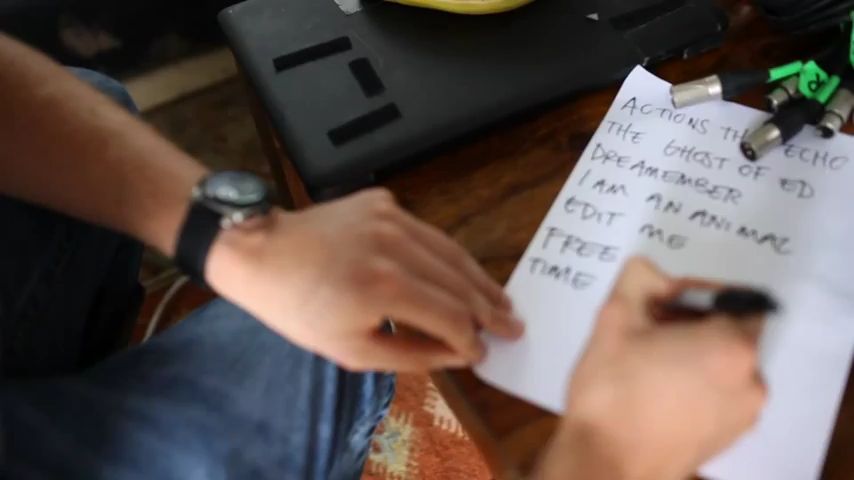 ACTIONS ECHO
THE GHOST OF ED
DREAMEMBER
I AM AN ANIMAL
EDIT ME
FREE
TIME